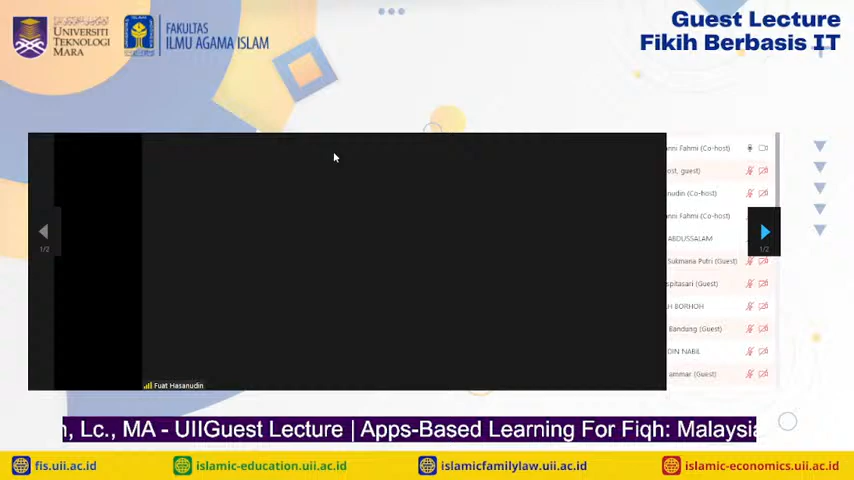 UNIVERSITI
TEKNOLOGI
MARA
FAKULTAS
ILMU AGAMA ISLAM
Guest Lecture
Fikih Berbasis IT
anni Fahmi (Co-host)
ost, guest)
nudin (Co-host)
anni Fahmi (Co-host)
ABDUSSALAM
Sukmana Putri (Guest)
spitasari (Guest)
H BORHOH
Bandung (Guest)
DIN NABIL
ammar (Guest)
1/2
1/2
Fuat Hasanudin
, Lc., MA - UIIGuest Lecture | Apps-Based Learning For Fiqh: Malaysia
fis.uii.ac.id
islamic-education.uii.ac.id
islamicfamilylaw.uii.ac.id
islamic-economics.uii.ac.id